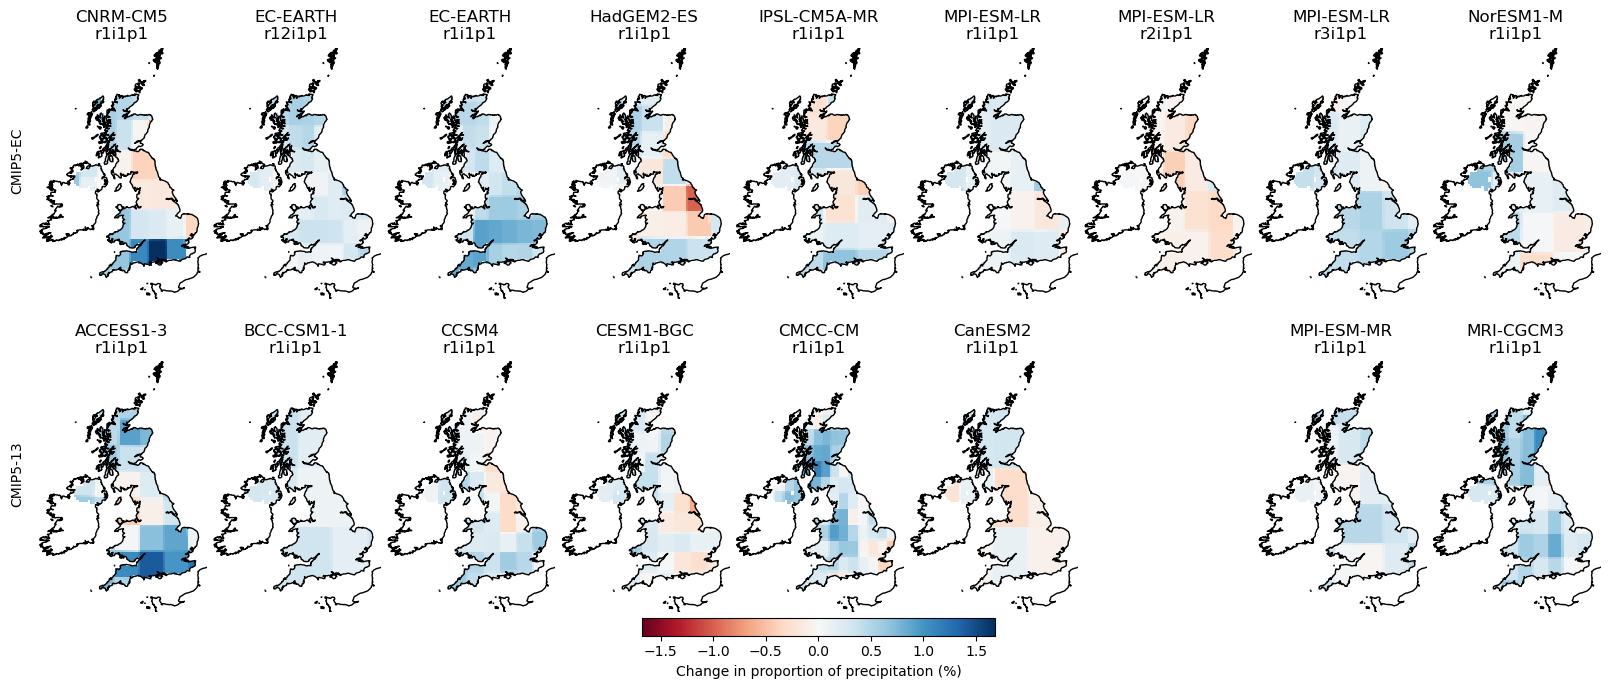 CNRM-CM5
r1i1p1
EC-EARTH
r12i1p1
EC-EARTH
r1i1p1
HadGEM2-ES
r1i1p1
IPSL-CM5A-MR
r1i1p1
MPI-ESM-LR
r1i1p1
MPI-ESM-LR
r2i1p1
MPI-ESM-LR
r3i1p1
NorESM1-M
r1i1p1
CMIP5-EC
ACCESS1-3
r1i1p1
BCC-CSM1-1
r1i1p1
CCSM4
r1i1p1
CESM1-BGC
r1i1p1
CMCC-CM
r1i1p1
CanESM2
r1i1p1
MPI-ESM-MR
r1i1p1
MRI-CGCM3
r1i1p1
CMIP5-13
−1.5 −1.0 −0.5 0.0 0.5 1.0 1.5
Change in proportion of precipitation (%)